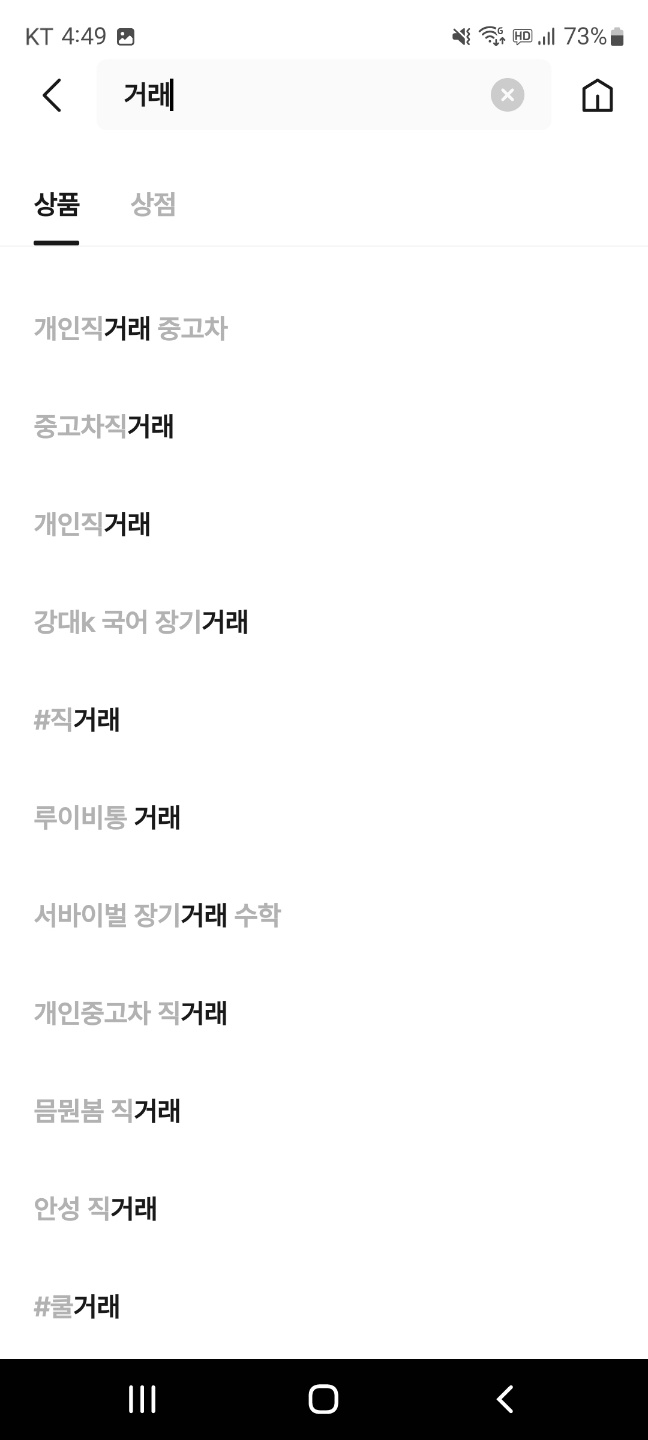 KT 4:49 HD 73%
거래
상품 상점
개인직거래 중고차
중고차직거래
개인직거래
강대k 국어 장기거래
#직거래
루이비통 거래
서바이벌 장기거래 수학
개인중고차 직거래
믐뭔봄 직거래
안성 직거래
#쿨거래